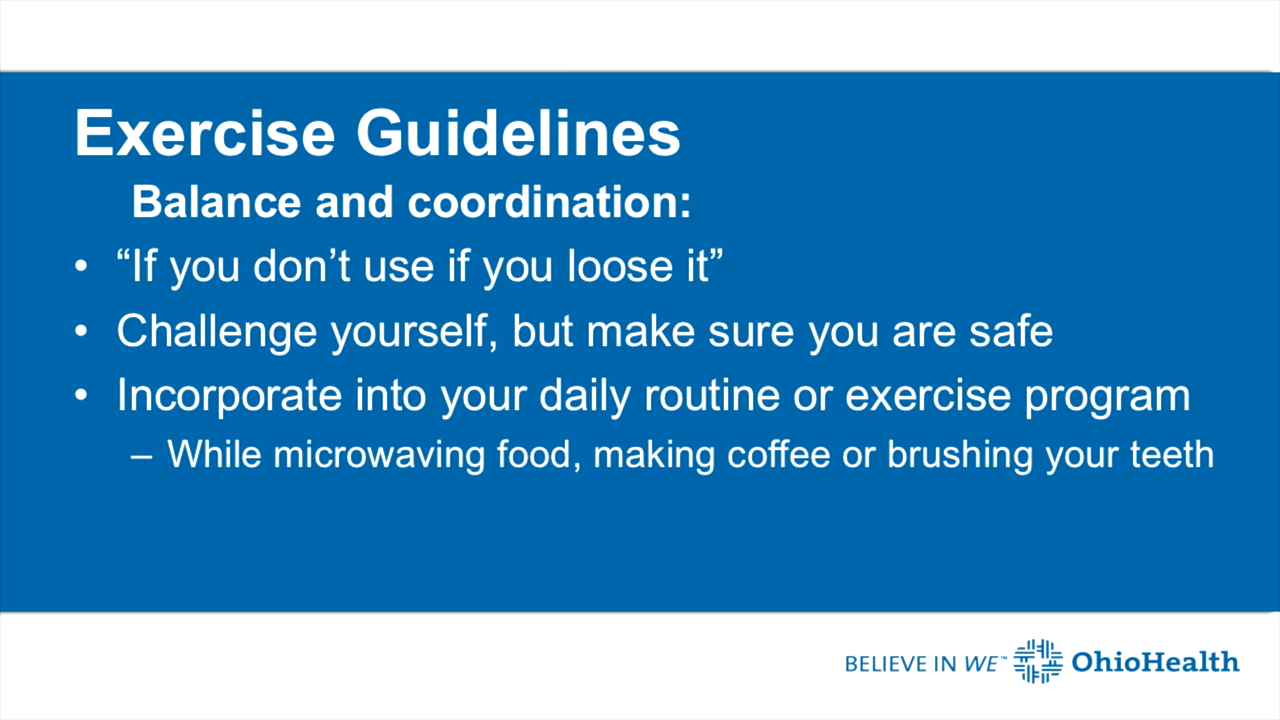 Exercise Guidelines
Balance and coordination:
• “If you don’t use if you loose it”
• Challenge yourself, but make sure you are safe
• Incorporate into your daily routine or exercise program
– While microwaving food, making coffee or brushing your teeth
BELIEVE IN WE™ OhioHealth